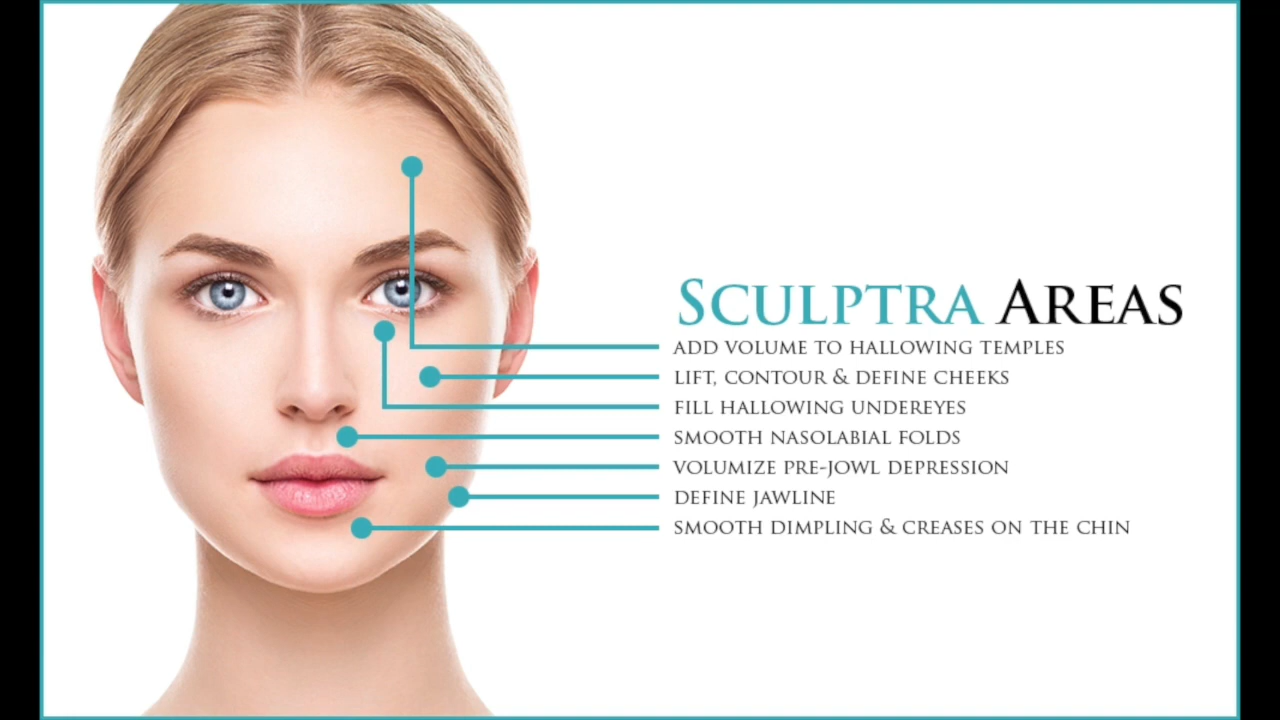 SCULPTRA AREAS
ADD VOLUME TO HALLOWING TEMPLES
LIFT, CONTOUR & DEFINE CHEEKS
FILL HALLOWING UNDEREYES
SMOOTH NASOLABIAL FOLDS
VOLUMIZE PRE-JOWL DEPRESSION
DEFINE JAWLINE
SMOOTH DIMPLING & CREASES ON THE CHIN